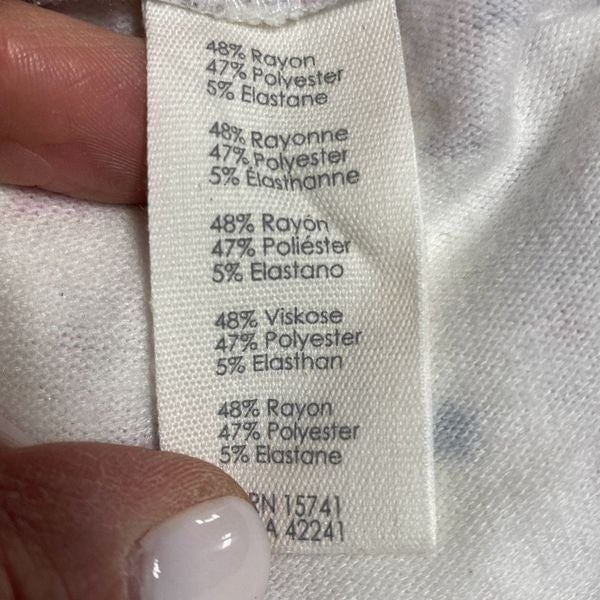 48% Rayon
47% Polyester
5% Elastane
48% Rayonne
47% Polyester
5% Élasthanne
48% Rayón
47% Poliéster
5% Elastano
48% Viskose
47% Polyester
5% Elasthan
48% Rayon
47% Polyester
5% Elastane
RN 15741
A 42241